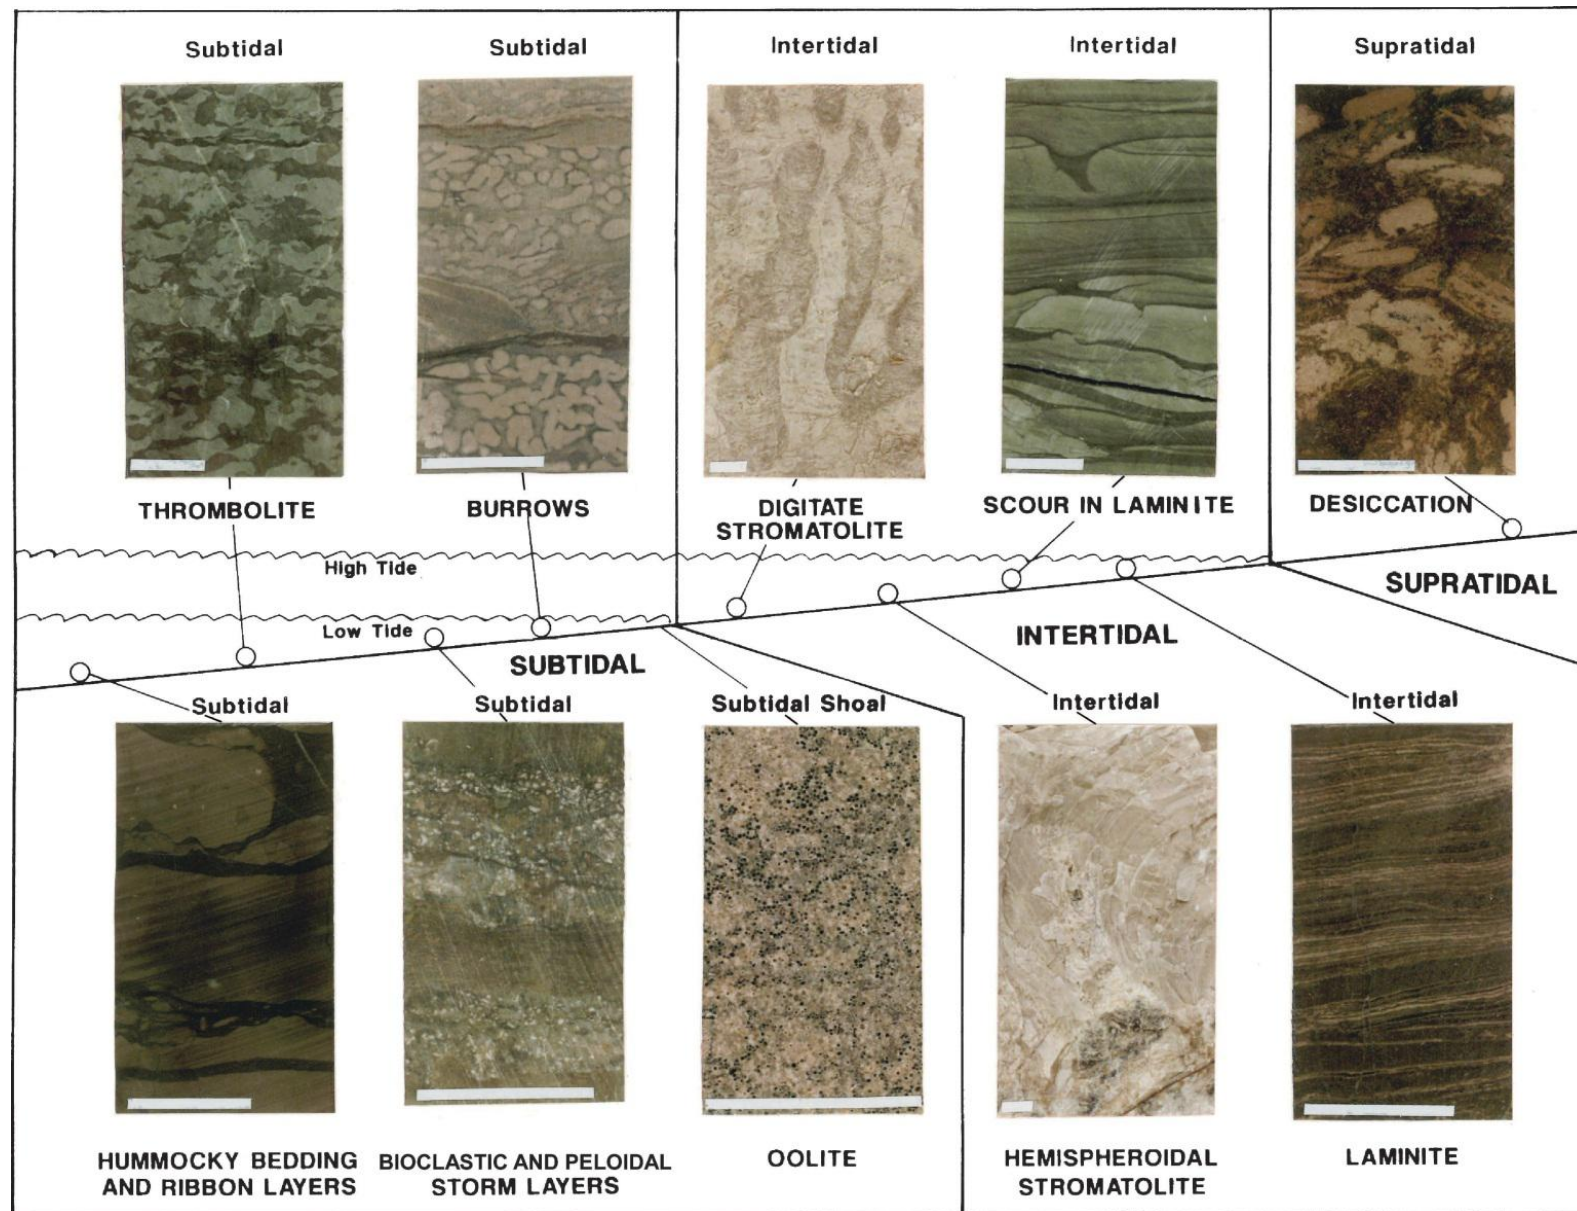 Subtidal
Subtidal
Intertidal
Intertidal
Supratidal
THROMBOLITE
BURROWS
DIGITATE
STROMATOLITE
SCOUR IN LAMINITE
DESICCATION
High Tide
Low Tide
SUBTIDAL
INTERTIDAL
SUPRATIDAL
Subtidal
Subtidal
Subtidal Shoal
Intertidal
Intertidal
HUMMOCKY BEDDING
AND RIBBON LAYERS
BIOCLASTIC AND PELOIDAL
STORM LAYERS
OOLITE
HEMISPHEROIDAL
STROMATOLITE
LAMINITE